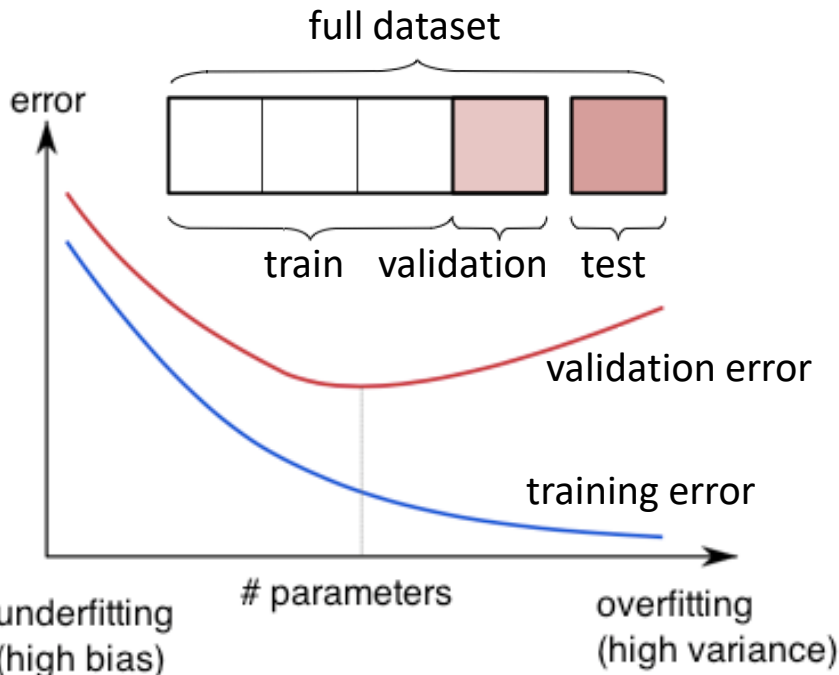 full dataset
error
train validation test
validation error
training error
# parameters
underfitting
(high bias)
overfitting
(high variance)